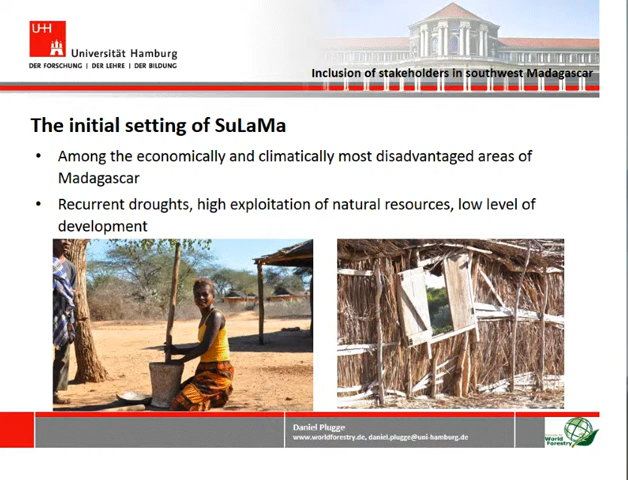 UH
Universität Hamburg
DER FORSCHUNG | DER LEHRE | DER BILDUNG
Inclusion of stakeholders in southwest Madagascar
The initial setting of SuLaMa
• Among the economically and climatically most disadvantaged areas of
Madagascar
• Recurrent droughts, high exploitation of natural resources, low level of
development
Daniel Plugge
www.worldforestry.de, daniel.plugge@uni-hamburg.de
World
Forestry